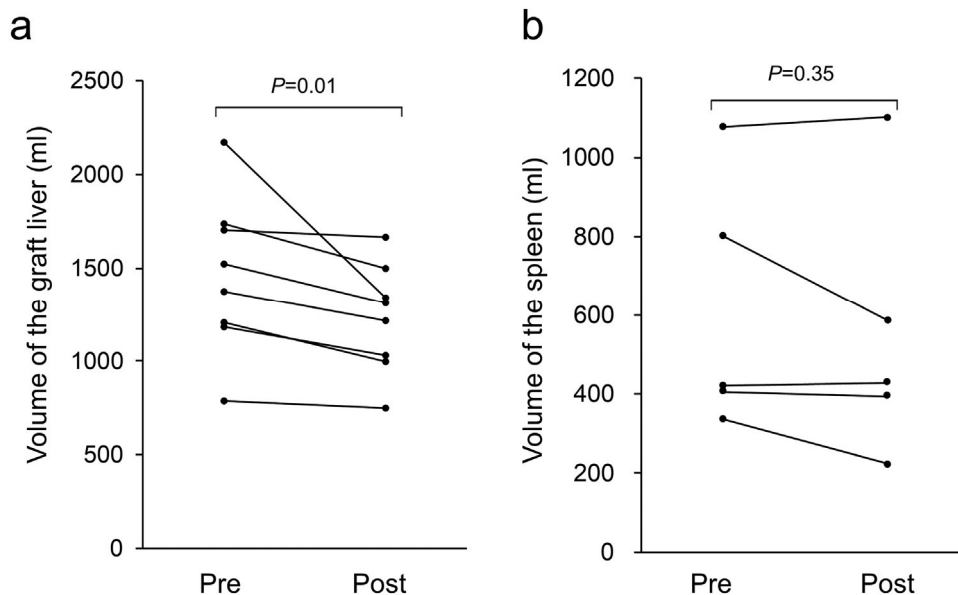 a
Volume of the graft liver (ml)
2500
2000
1500
1000
500
0
P=0.01
Pre
Post
b
Volume of the spleen (ml)
1200
1000
800
600
400
200
0
P=0.35
Pre
Post